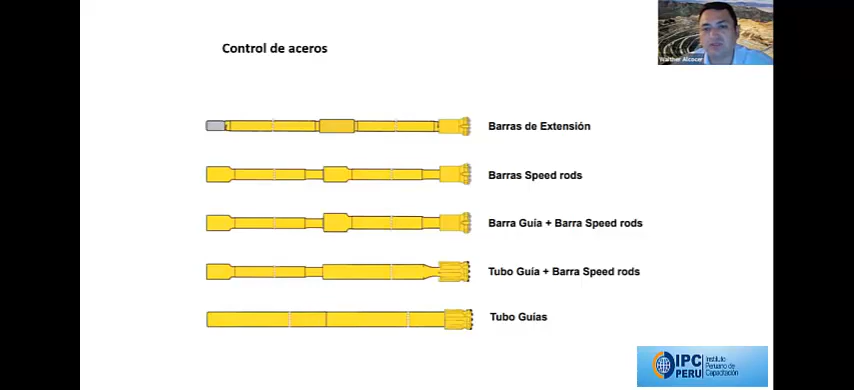 Control de aceros
Walther Alcocer
Barras de Extensión
Barras Speed rods
Barra Guía + Barra Speed rods
Tubo Guía + Barra Speed rods
Tubo Guías
IPC
PERU
Instituto
Peruano de
Capacitación